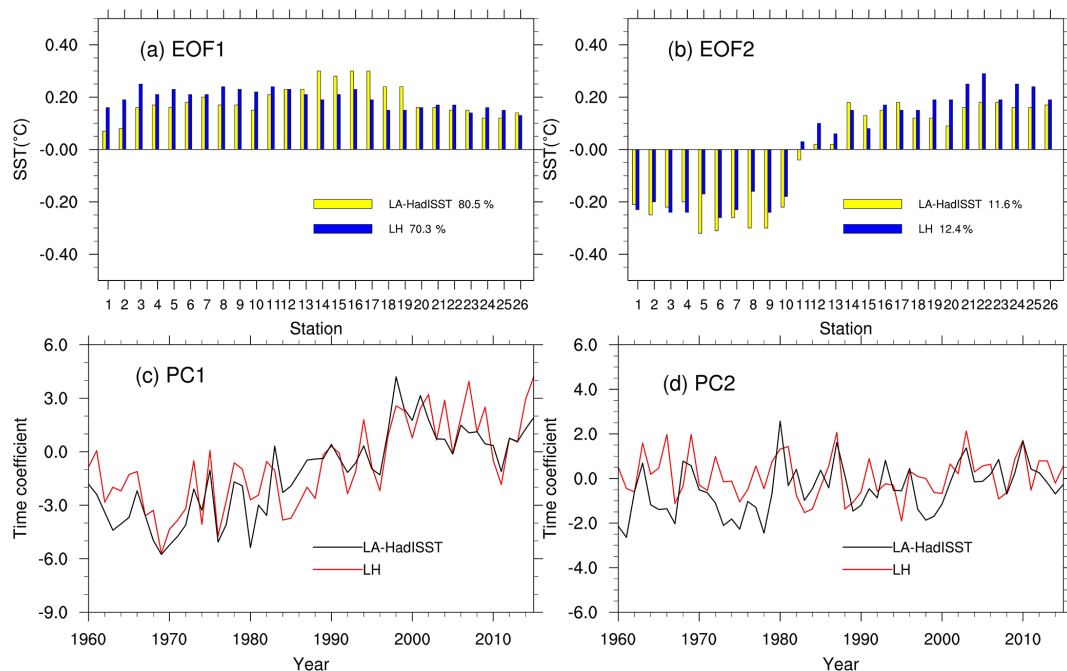 (a) EOF1
0.40
0.20
-0.00
-0.20
-0.40
SST(°C)
LA-HadISST 80.5 %
LH 70.3 %
1 2 3 4 5 6 7 8 9 10 11 12 13 14 15 16 17 18 19 20 21 22 23 24 25 26
Station
(b) EOF2
0.40
0.20
-0.00
-0.20
-0.40
SST(°C)
LA-HadISST 11.6 %
LH 12.4 %
1 2 3 4 5 6 7 8 9 10 11 12 13 14 15 16 17 18 19 20 21 22 23 24 25 26
Station
(c) PC1
6.0
3.0
0.0
-3.0
-6.0
-9.0
Time coefficient
LA-HadISST
LH
1960 1970 1980 1990 2000 2010
Year
(d) PC2
6.0
4.0
2.0
0.0
-2.0
-4.0
-6.0
Time coefficient
LA-HadISST
LH
1960 1970 1980 1990 2000 2010
Year